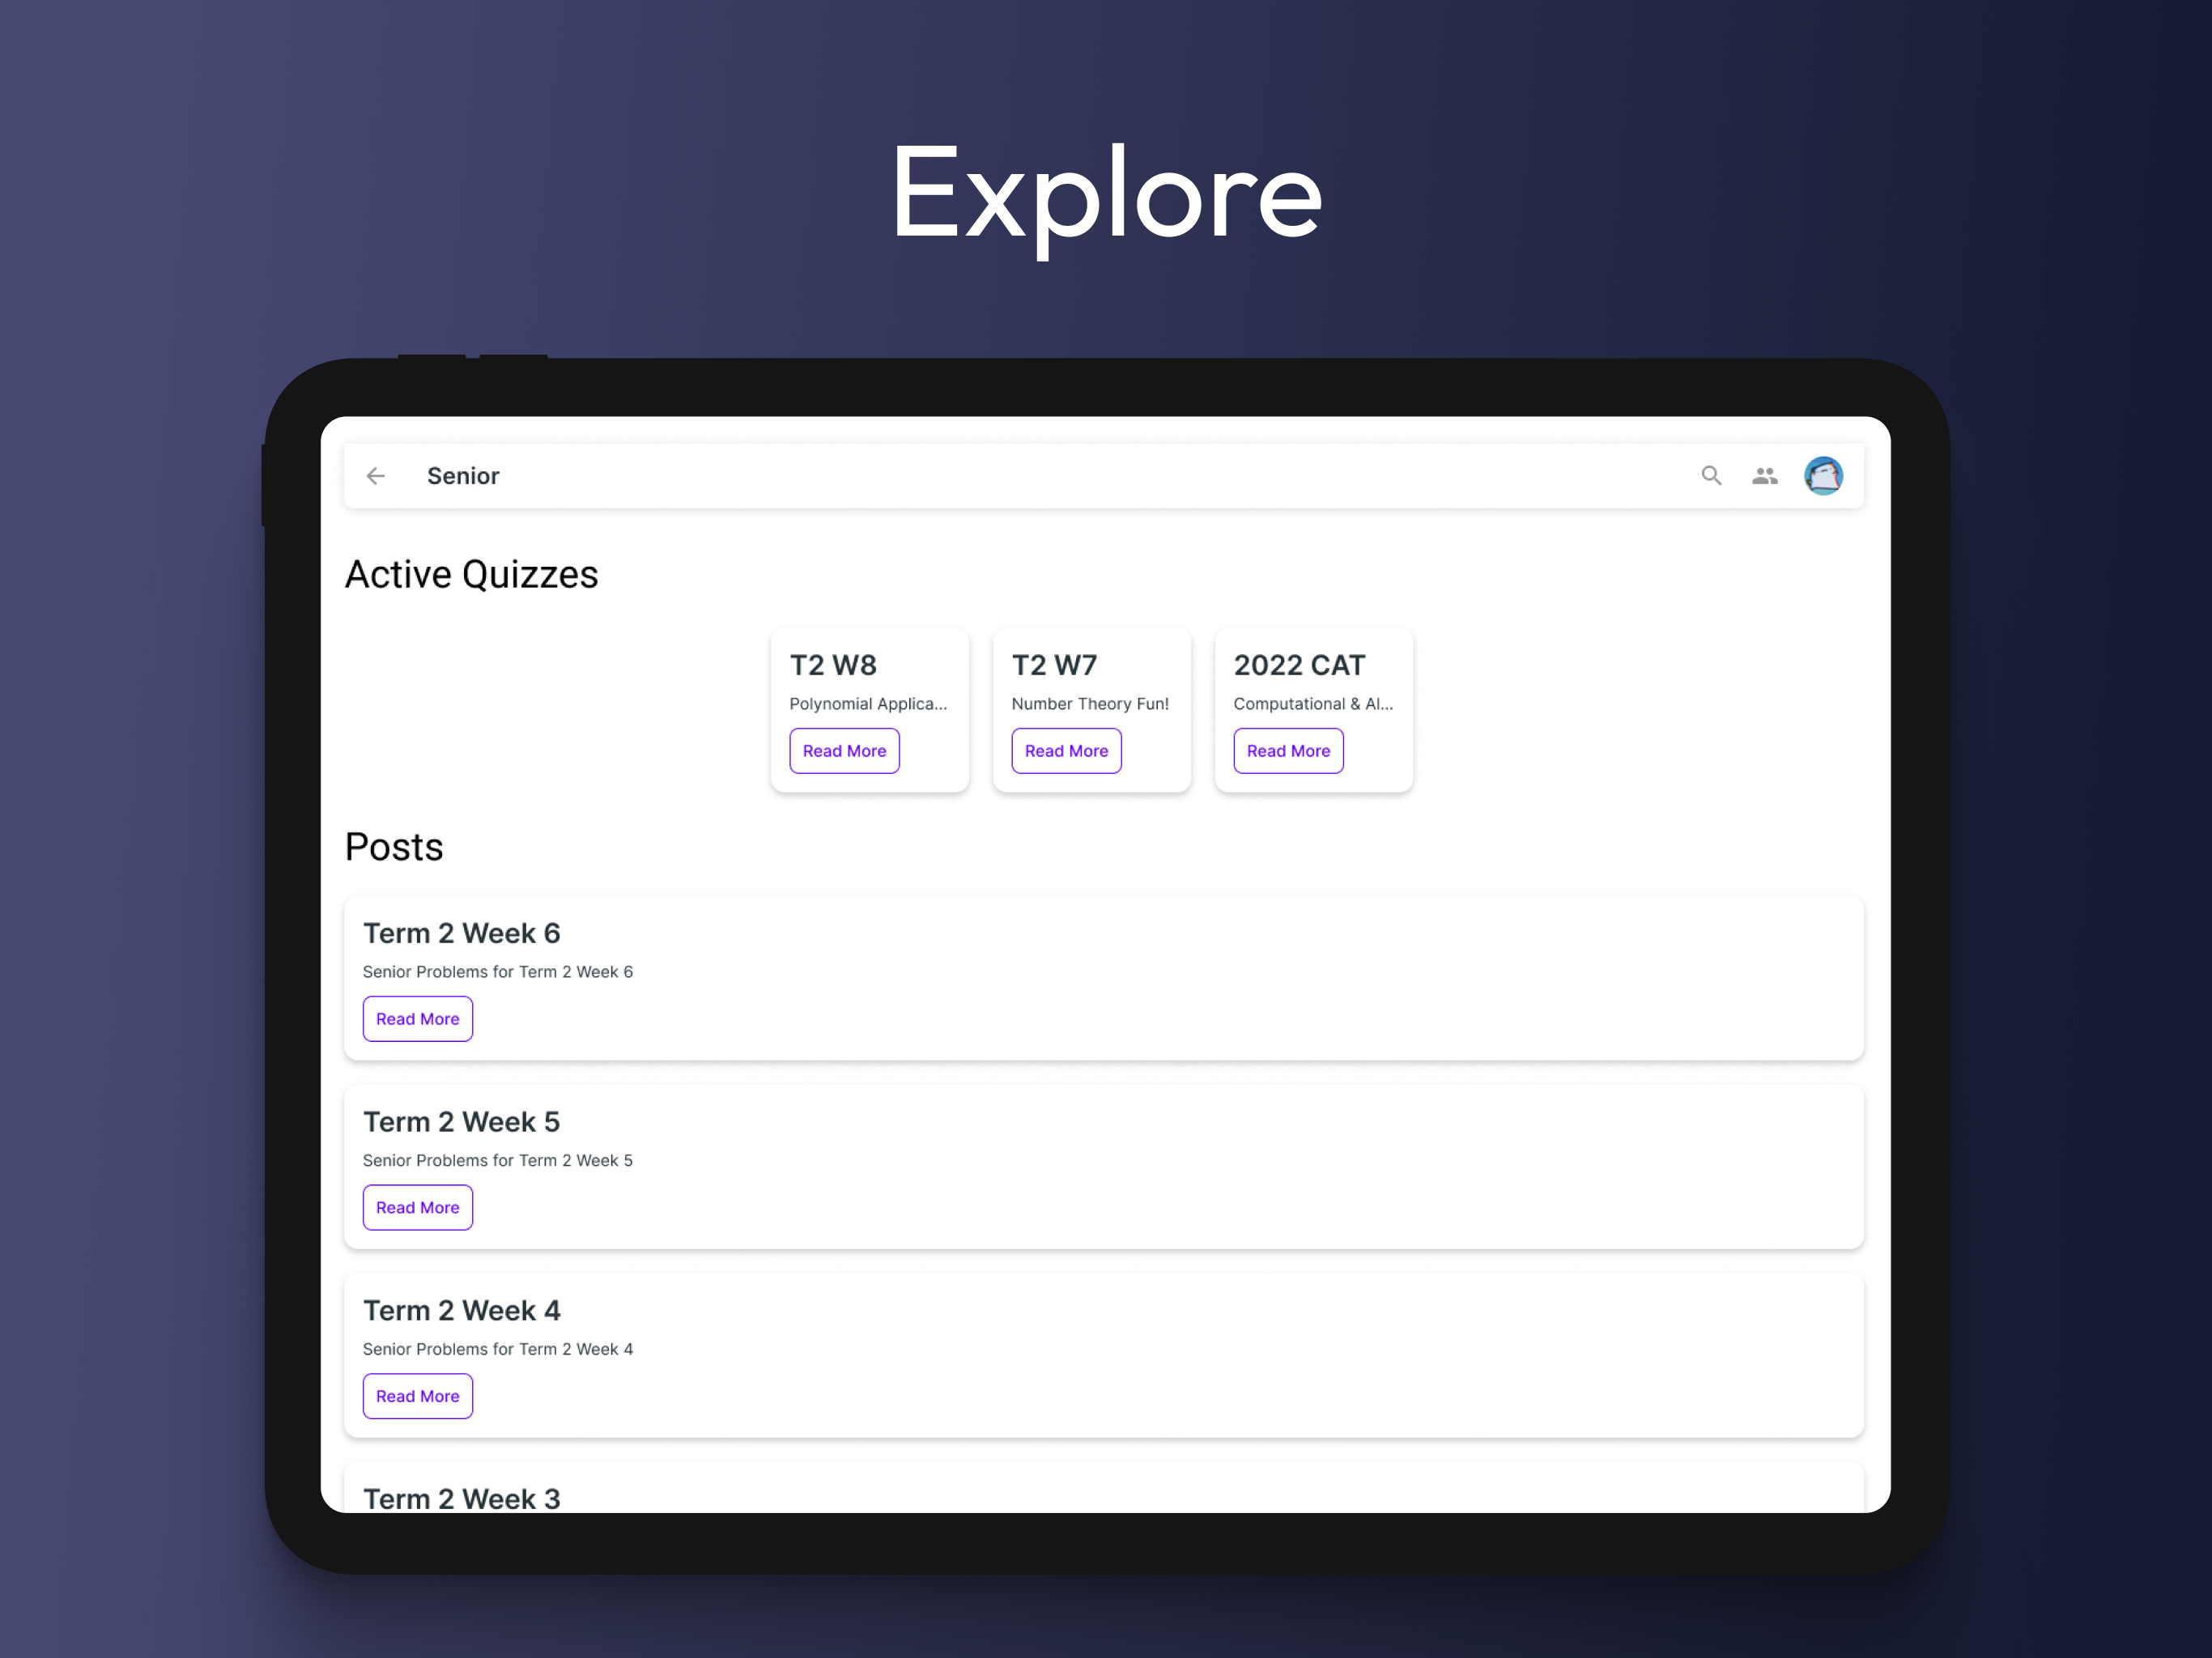 Explore
Senior
Active Quizzes
T2 W8
Polynomial Applica...
Read More
T2 W7
Number Theory Fun!
Read More
2022 CAT
Computational & Al...
Read More
Posts
Term 2 Week 6
Senior Problems for Term 2 Week 6
Read More
Term 2 Week 5
Senior Problems for Term 2 Week 5
Read More
Term 2 Week 4
Senior Problems for Term 2 Week 4
Read More
Term 2 Week 3